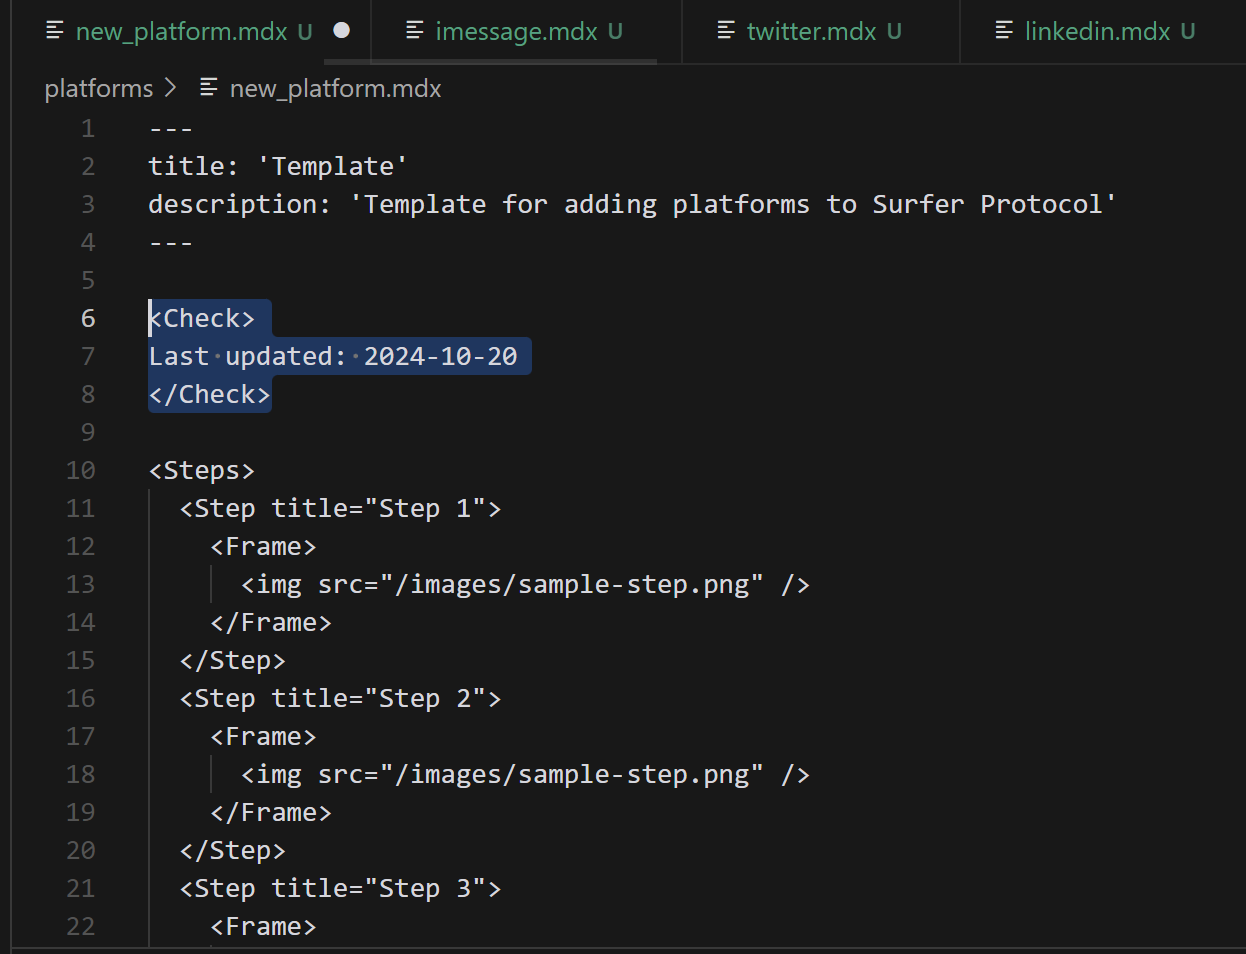 new_platform.mdx U
imessage.mdx U
twitter.mdx U
linkedin.mdx U
platforms > new_platform.mdx
1 ---
2 title: 'Template'
3 description: 'Template for adding platforms to Surfer Protocol'
4 ---
5
6 <Check>
7 Last updated: 2024-10-20
8 </Check>
9
10 <Steps>
11 <Step title="Step 1">
12 <Frame>
13 <img src="/images/sample-step.png" />
14 </Frame>
15 </Step>
16 <Step title="Step 2">
17 <Frame>
18 <img src="/images/sample-step.png" />
19 </Frame>
20 </Step>
21 <Step title="Step 3">
22 <Frame>